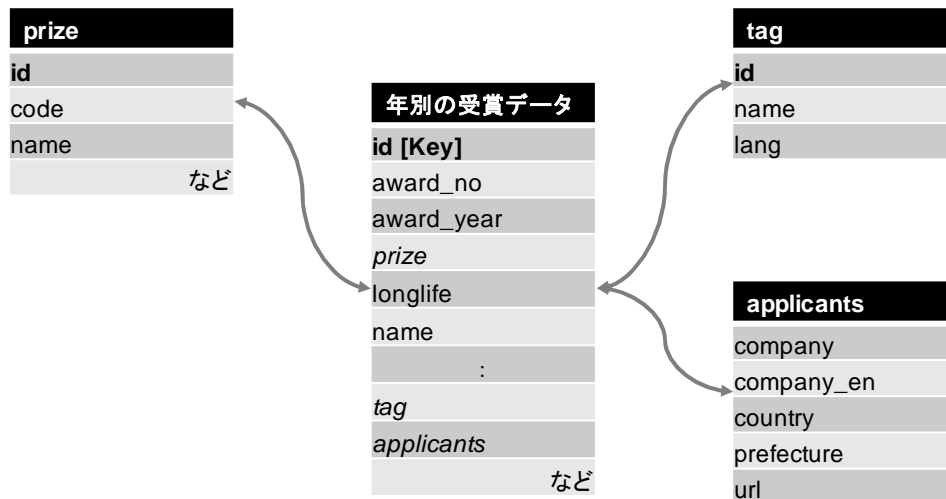 prize
id
code
name
など
年別の受賞データ
id [Key]
award_no
award_year
prize
longlife
name
:
tag
applicants
など
tag
id
name
lang
applicants
company
company_en
country
prefecture
url